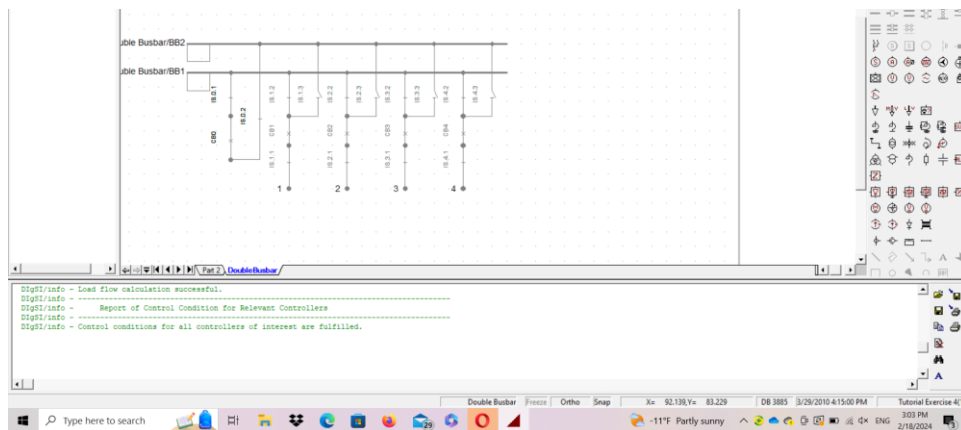 uble Busbar/BB2
uble Busbar/BB1
IS.0.1
IS.0.2
CB0
IS.1.2
IS.1.3
IS.2.2
IS.2.3
IS.3.2
IS.3.3
IS.4.2
IS.4.3
CB1
CB2
CB3
CB4
IS.1.1
IS.2.1
IS.3.1
IS.4.1
1 2 3 4
Part 2 DoubleBusbar
DIgSI/info - Load flow calculation successful.
DIgSI/info - --------------------------------------------------------------------------------
DIgSI/info - Report of Control Condition for Relevant Controllers
DIgSI/info - --------------------------------------------------------------------------------
DIgSI/info - Control conditions for all controllers of interest are fulfilled.
Double Busbar Freeze Ortho Snap X= 92.139,Y= 83.229 DB 3885 3/29/2010 4:15:00 PM Tutorial Exercise 4(
Type here to search 29 -11°F Partly sunny ENG 3:03 PM
2/18/2024